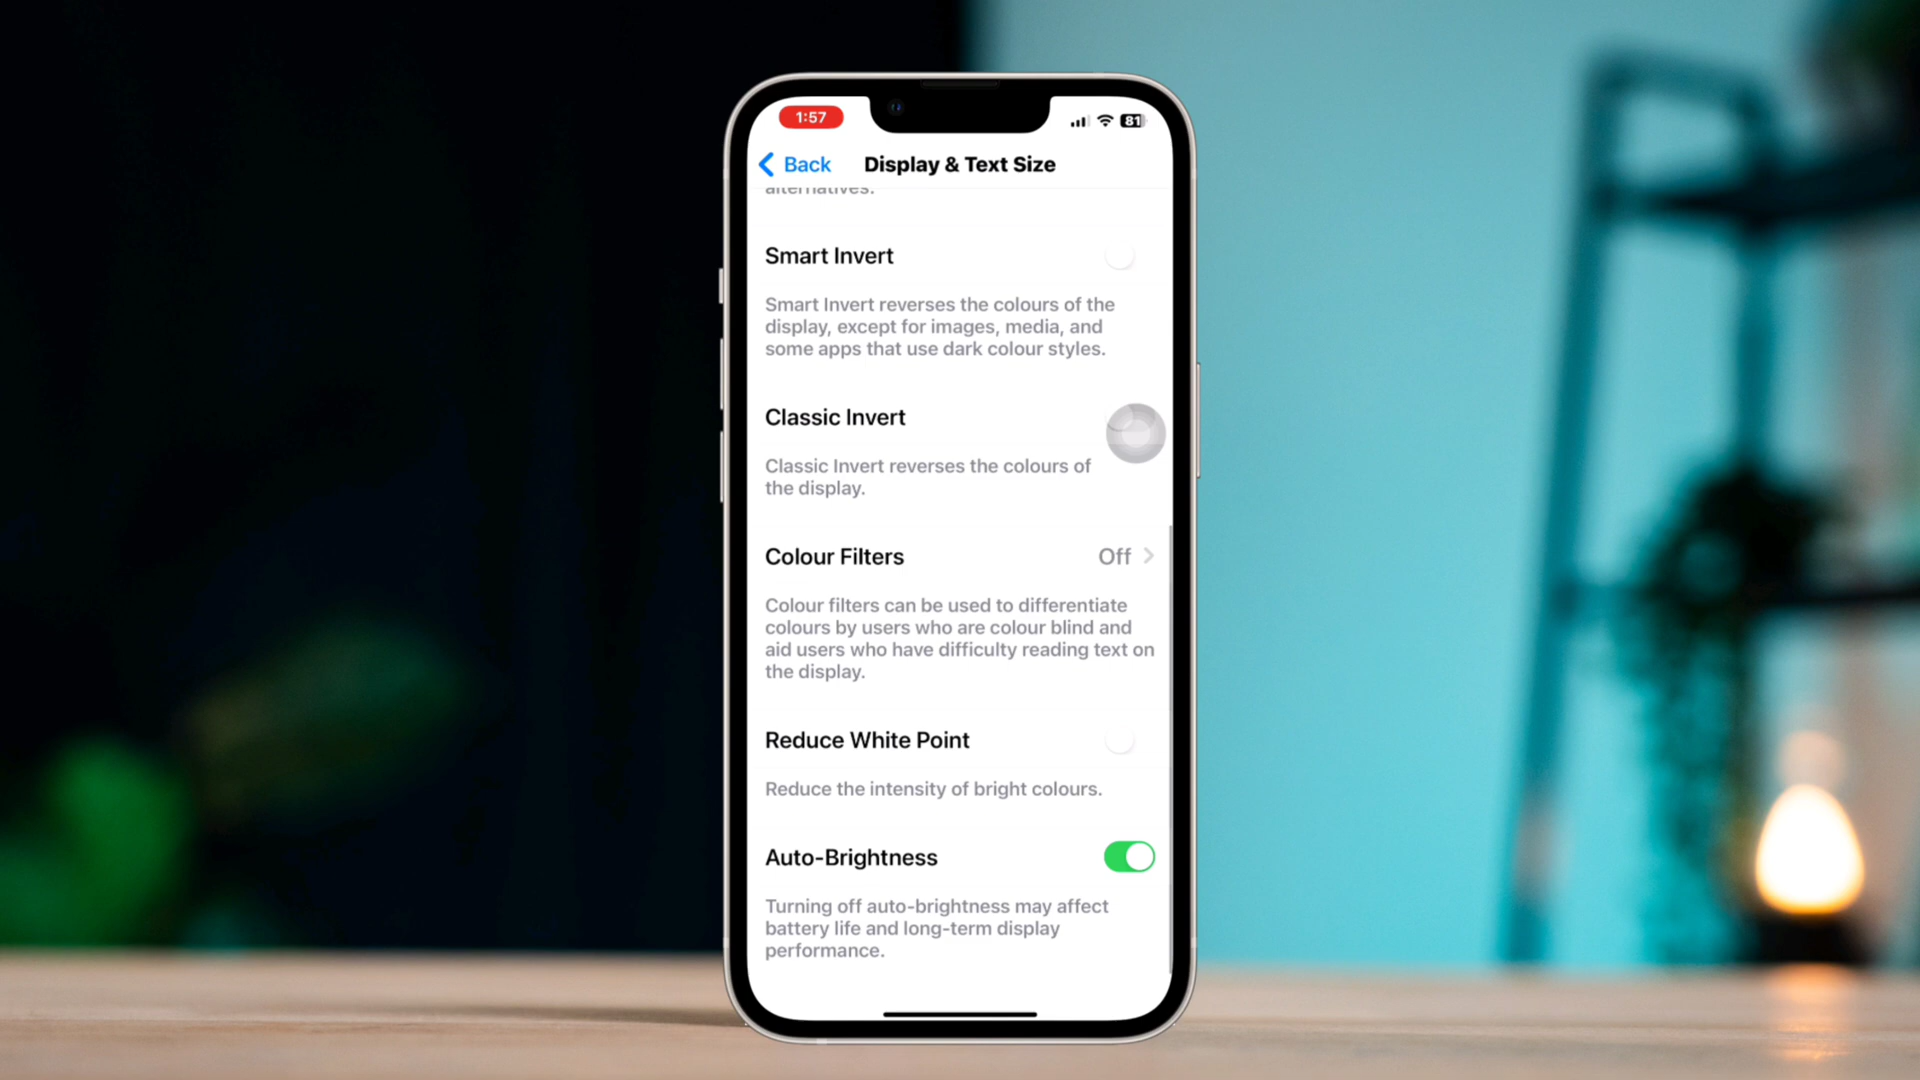 1:57
81
Back
Display & Text Size
alternatives.
Smart Invert
Smart Invert reverses the colours of the
display, except for images, media, and
some apps that use dark colour styles.
Classic Invert
Classic Invert reverses the colours of
the display.
Colour Filters
Off
Colour filters can be used to differentiate
colours by users who are colour blind and
aid users who have difficulty reading text on
the display.
Reduce White Point
Reduce the intensity of bright colours.
Auto-Brightness
Turning off auto-brightness may affect
battery life and long-term display
performance.